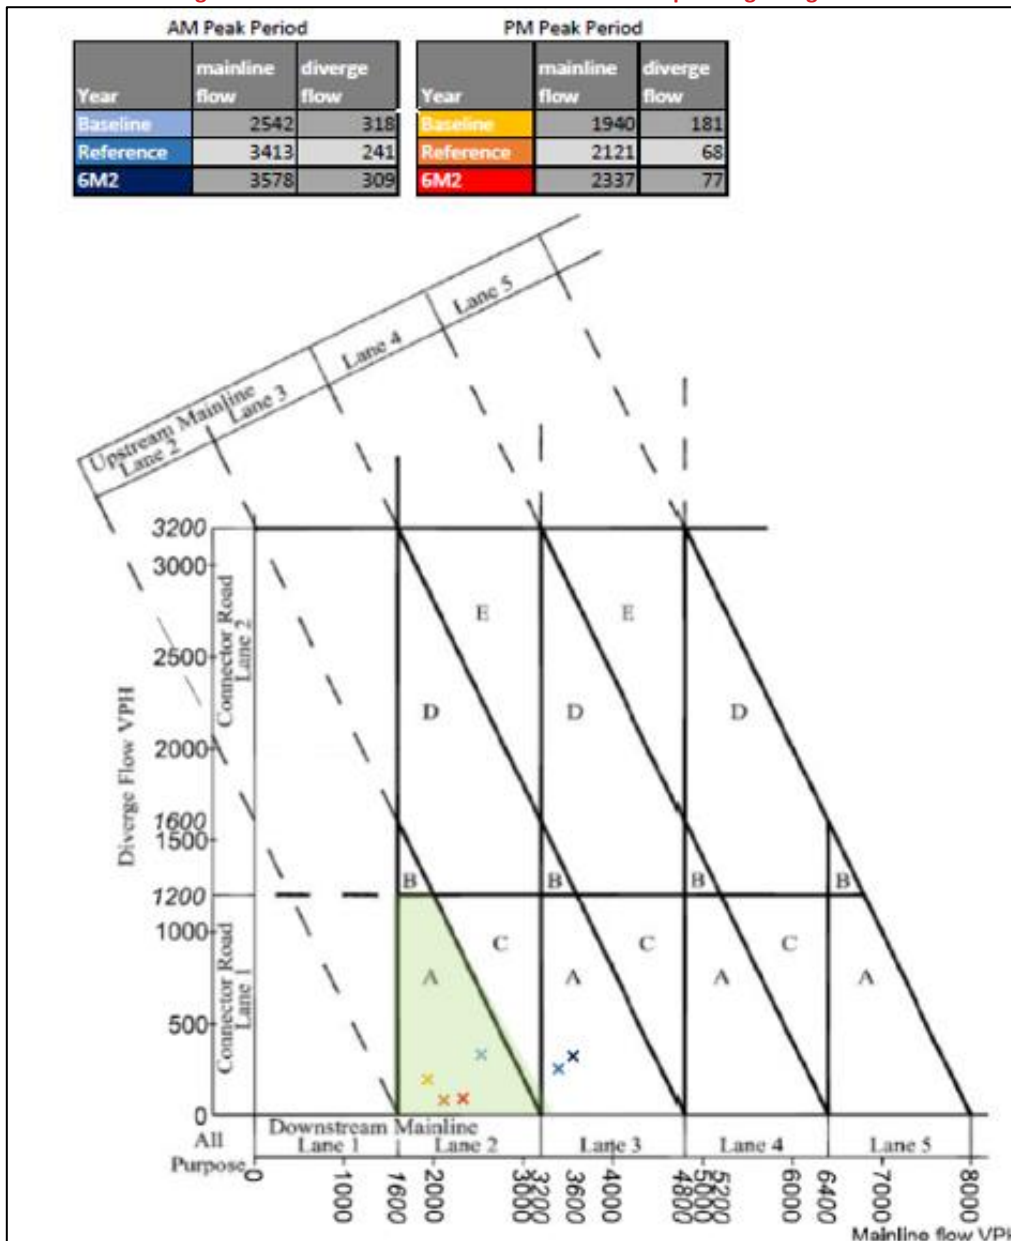 AM Peak Period
Year mainline flow diverge flow
Baseline 2542 318
Reference 3413 241
6M2 3578 309
PM Peak Period
Year mainline flow diverge flow
Baseline 1940 181
Reference 2121 68
6M2 2337 77
Upstream Mainline
Lane 2 Lane 3 Lane 4 Lane 5
3200
3000
2500
2000
1600
1500
1200
1000
500
0
Diverge Flow VPH
Connector Road
Lane 2
Connector Road
Lane 1
E E
D D D
B B B B
C C C
A A A A
Downstream Mainline
All Purpose
Lane 1 Lane 2 Lane 3 Lane 4 Lane 5
0 1000 1600 2000 3000 3200 3600 4000 4800 5000 5200 6000 6400 7000 8000
Mainline flow VPH